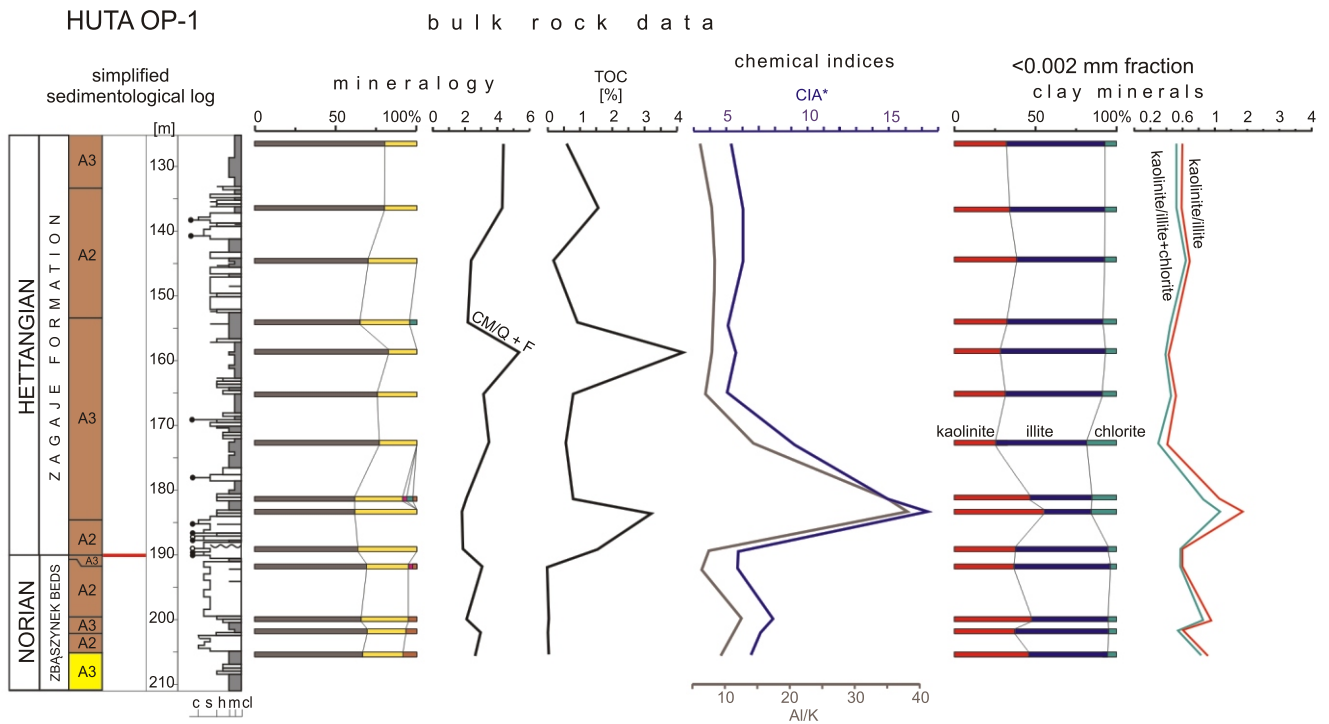 HUTA OP-1
bulk rock data
simplified
sedimentological log
mineralogy
TOC
[%]
chemical indices
CIA*
<0.002 mm fraction
clay minerals
[m]
0 50 100%
0 2 4 6
0 1 2 3 4
5 10 15
0 50 100%
0.2 0.6 1 2 3 4
HETTANGIAN
ZAGAJE FORMATION
NORIAN
ZBĄSZYNEK BEDS
A3
A2
A3
A2
A3
A2
A3
A2
A3
130
140
150
160
170
180
190
200
210
CM/Q + F
kaolinite illite chlorite
kaolinite/illite+chlorite
kaolinite/illite
c s h m cl
10 20 30 40
Al/K